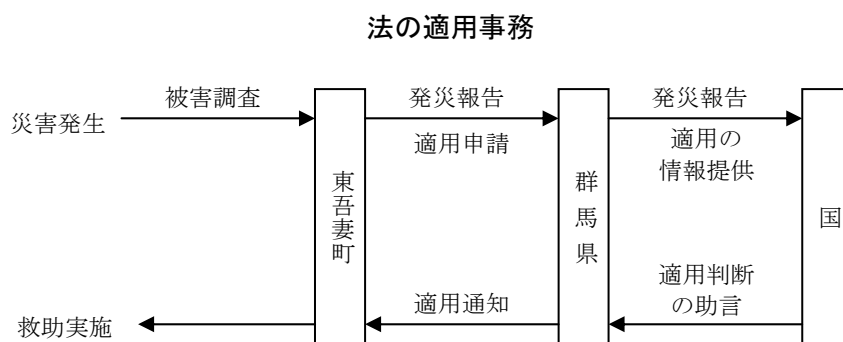 法の適用事務
被害調査
発災報告
発災報告
災害発生
適用申請
適用の
情報提供
東吾妻町
群馬県
国
適用判断
の助言
適用通知
救助実施